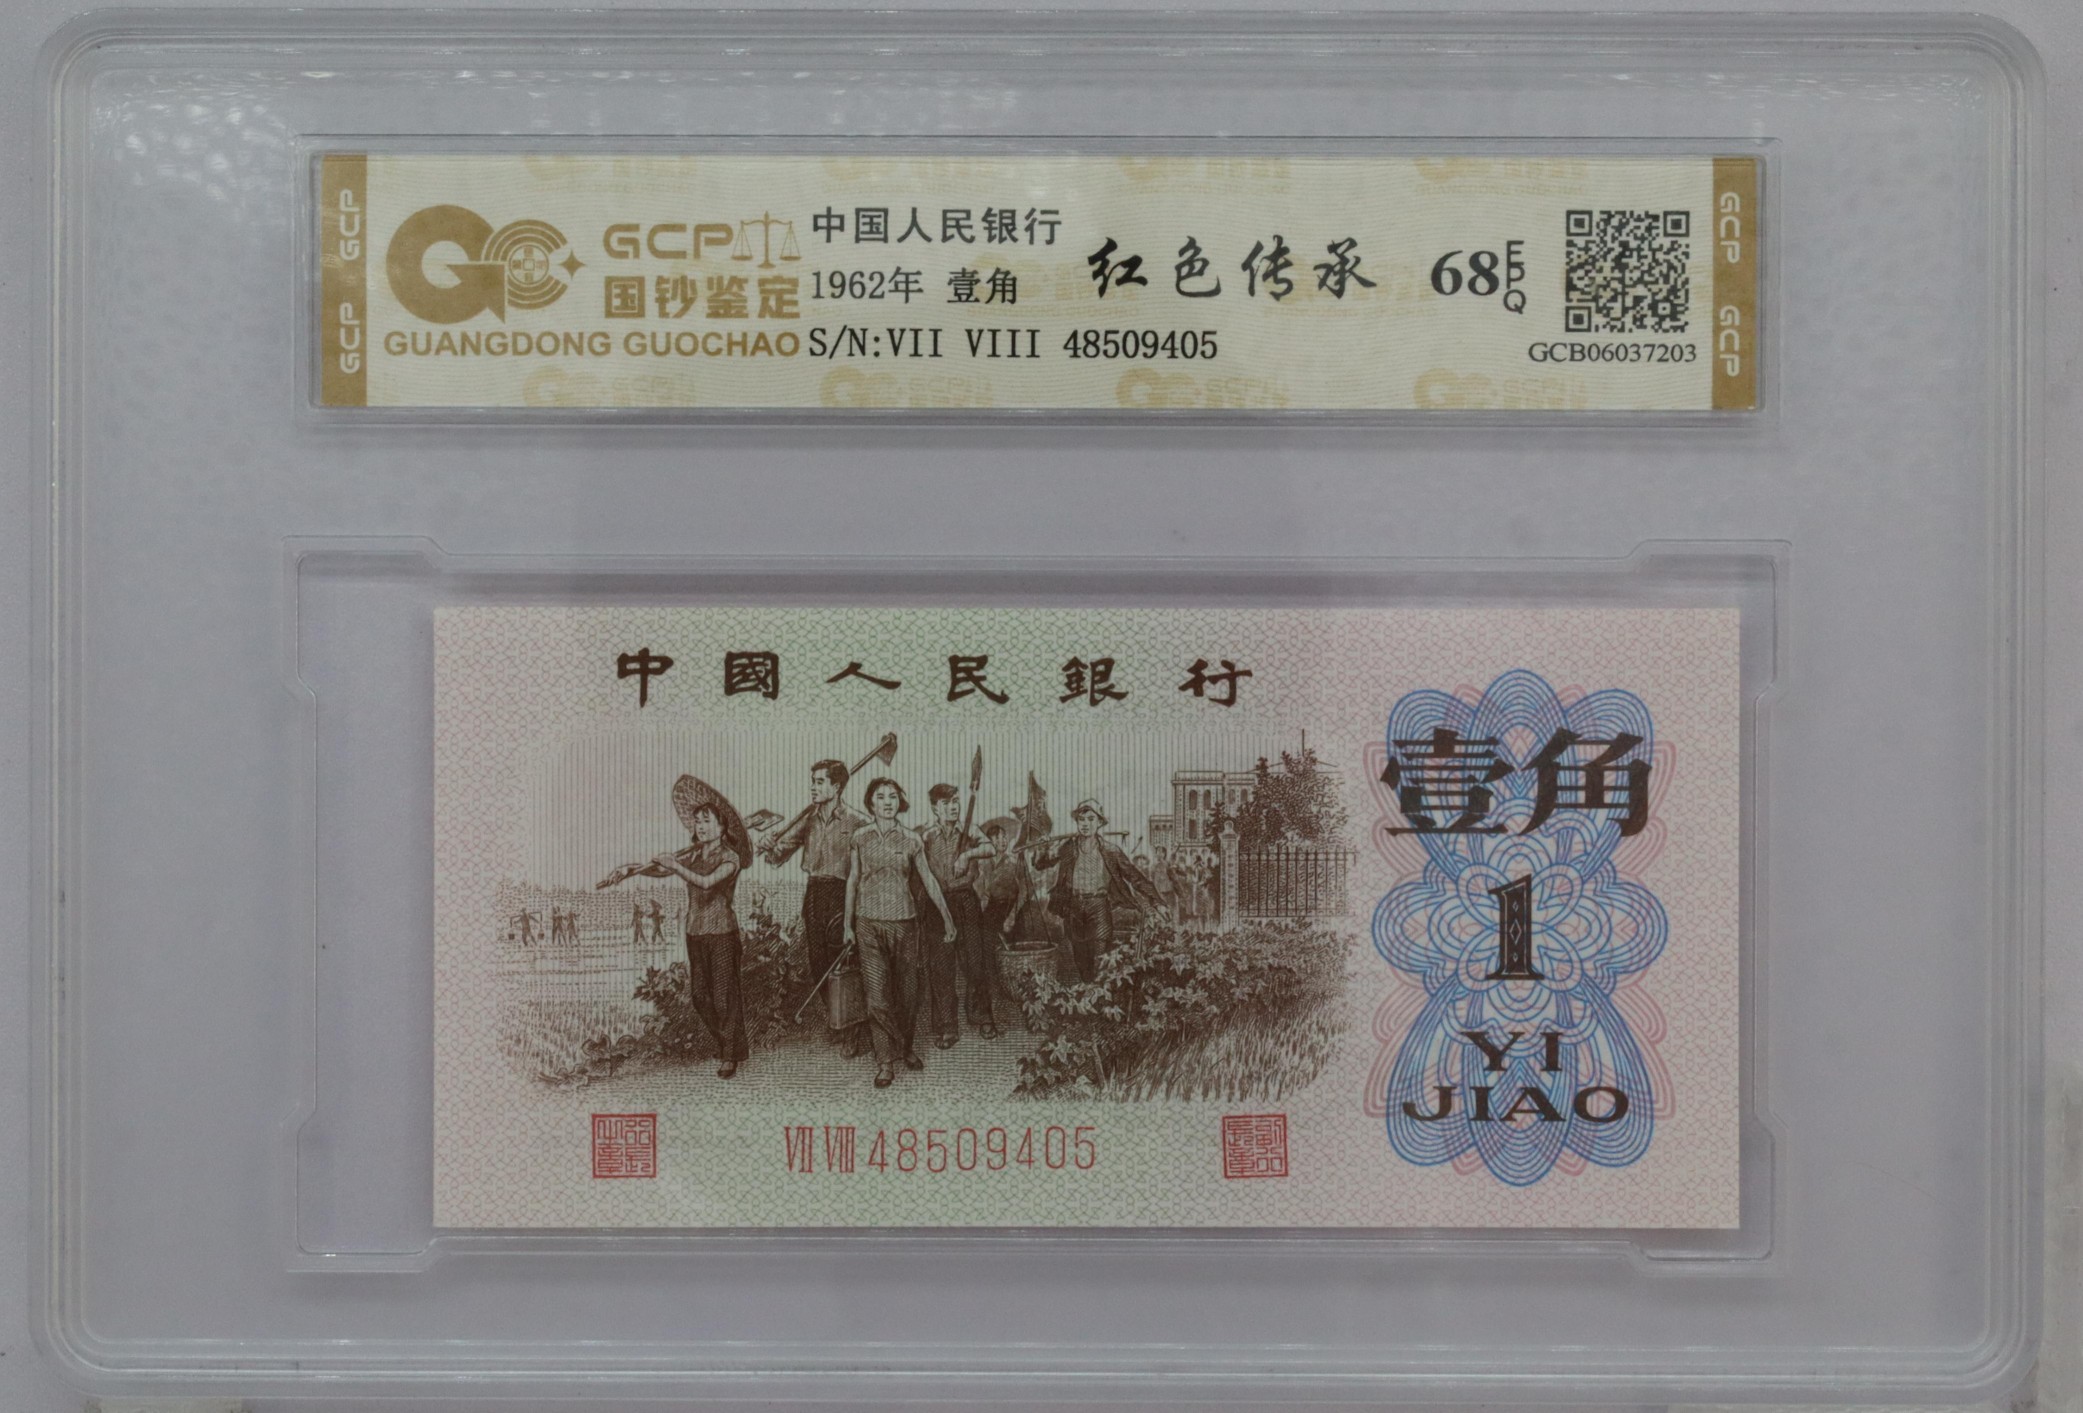 GCP GCP
GCP
国钞鉴定
GUANGDONG GUOCHAO
中国人民银行
1962年 壹角
S/N:VII VIII 48509405
红色传承
68 EPQ
GCB06037203
GCP GCP
中國人民銀行
壹角
1
YI
JIAO
VII VIII 48509405